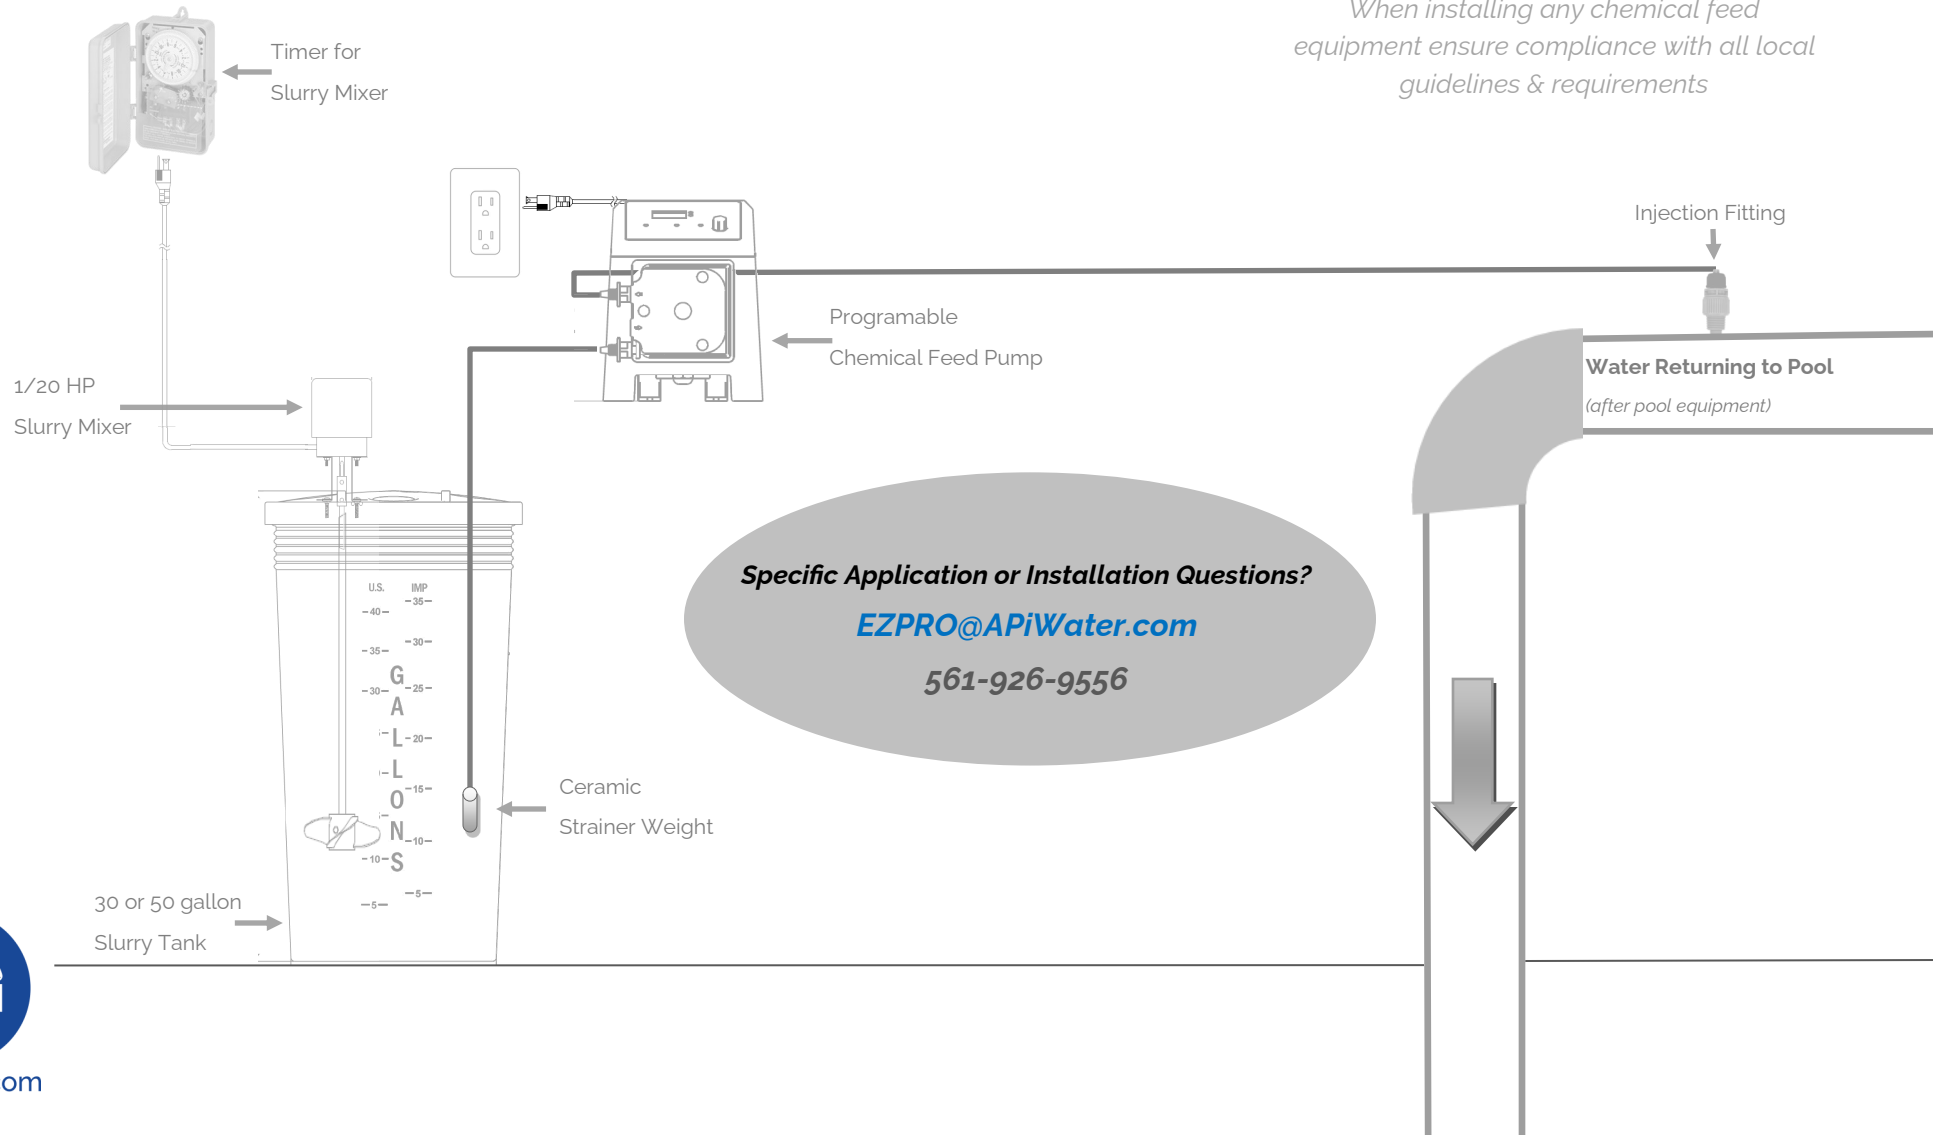 When installing any chemical feed
equipment ensure compliance with all local
guidelines & requirements
Timer for
Slurry Mixer
Injection Fitting
Programable
Chemical Feed Pump
Water Returning to Pool
(after pool equipment)
1/20 HP
Slurry Mixer
Specific Application or Installation Questions?
EZPRO@APiWater.com
561-926-9556
U.S. IMP
-35-
-40-
-30-
-35-
-25-
-30-
-20-
-15-
-10-
-10-
-5-
-5-
GALLONS
Ceramic
Strainer Weight
30 or 50 gallon
Slurry Tank
i
com